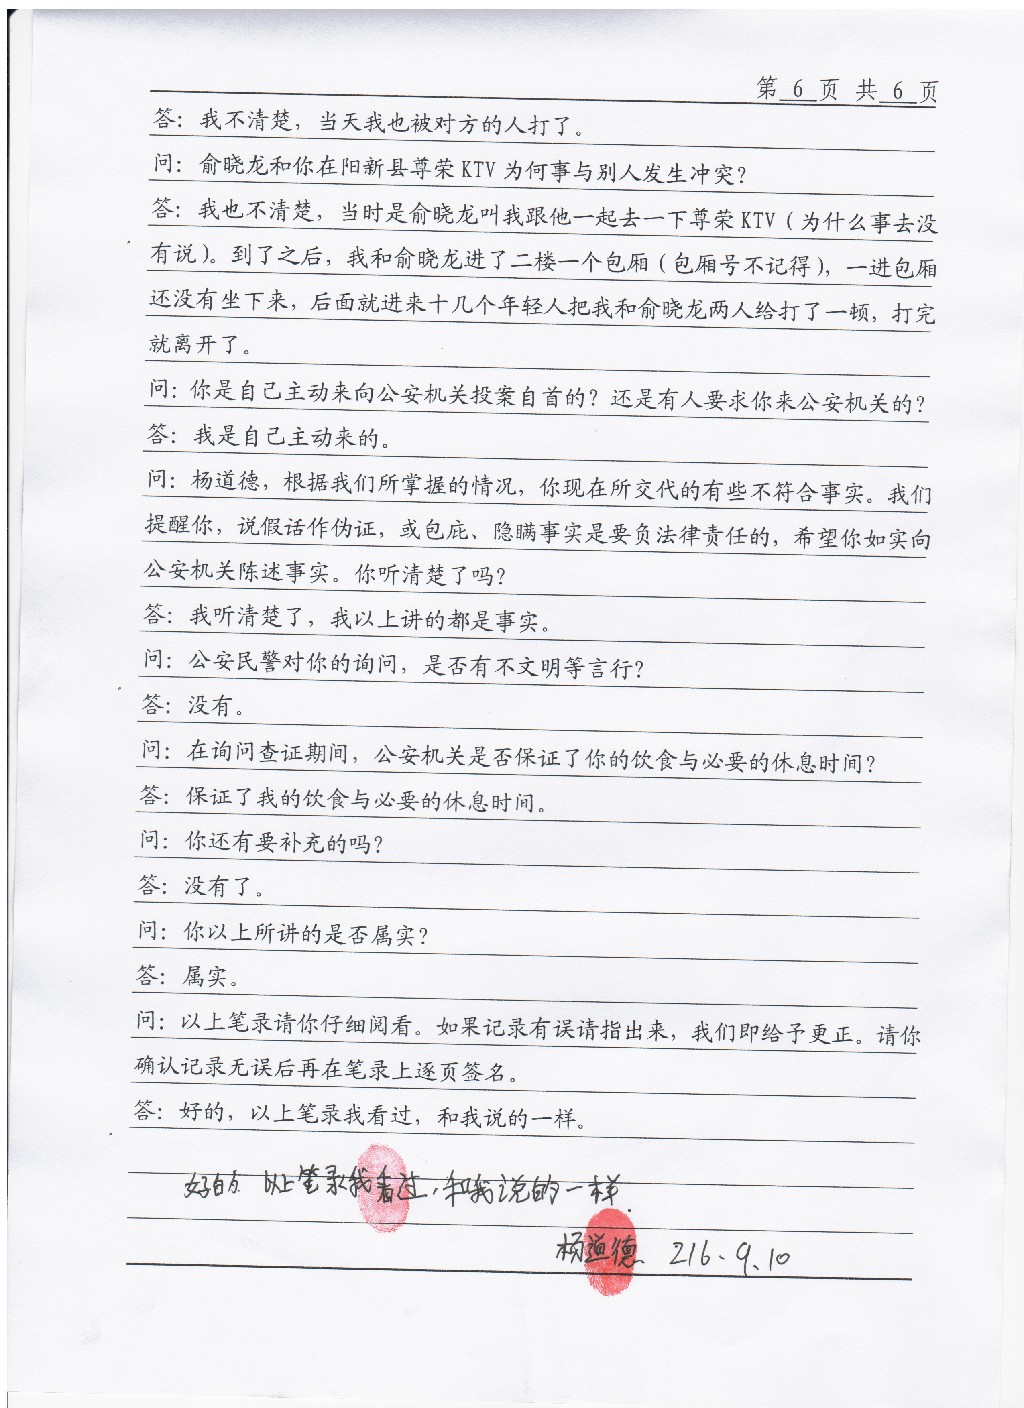 第 6 页 共 6 页
答：我不清楚，当天我也被对方的人打了。
问：俞晓龙和你在阳新县尊荣 KTV 为何事与别人发生冲突？
答：我也不清楚，当时是俞晓龙叫我跟他一起去一下尊荣 KTV（为什么事去没
有说）。到了之后，我和俞晓龙进了二楼一个包厢（包厢号不记得），一进包厢
还没有坐下来，后面就进来十几个年轻人把我和俞晓龙两人给打了一顿，打完
就离开了。
问：你是自己主动来向公安机关投案自首的？还是有人要求你来公安机关的？
答：我是自己主动来的。
问：杨道德，根据我们所掌握的情况，你现在所交代的有些不符合事实。我们
提醒你，说假话作伪证，或包庇、隐瞒事实是要负法律责任的，希望你如实向
公安机关陈述事实。你听清楚了吗？
答：我听清楚了，我以上讲的都是事实。
问：公安民警对你的询问，是否有不文明等言行？
答：没有。
问：在询问查证期间，公安机关是否保证了你的饮食与必要的休息时间？
答：保证了我的饮食与必要的休息时间。
问：你还有要补充的吗？
答：没有了。
问：你以上所讲的是否属实？
答：属实。
问：以上笔录请你仔细阅看。如果记录有误请指出来，我们即给予更正。请你
确认记录无误后再在笔录上逐页签名。
答：好的，以上笔录我看过，和我说的一样。
好的 以上笔录我看过，和我说的一样.
杨道德 216.9.10